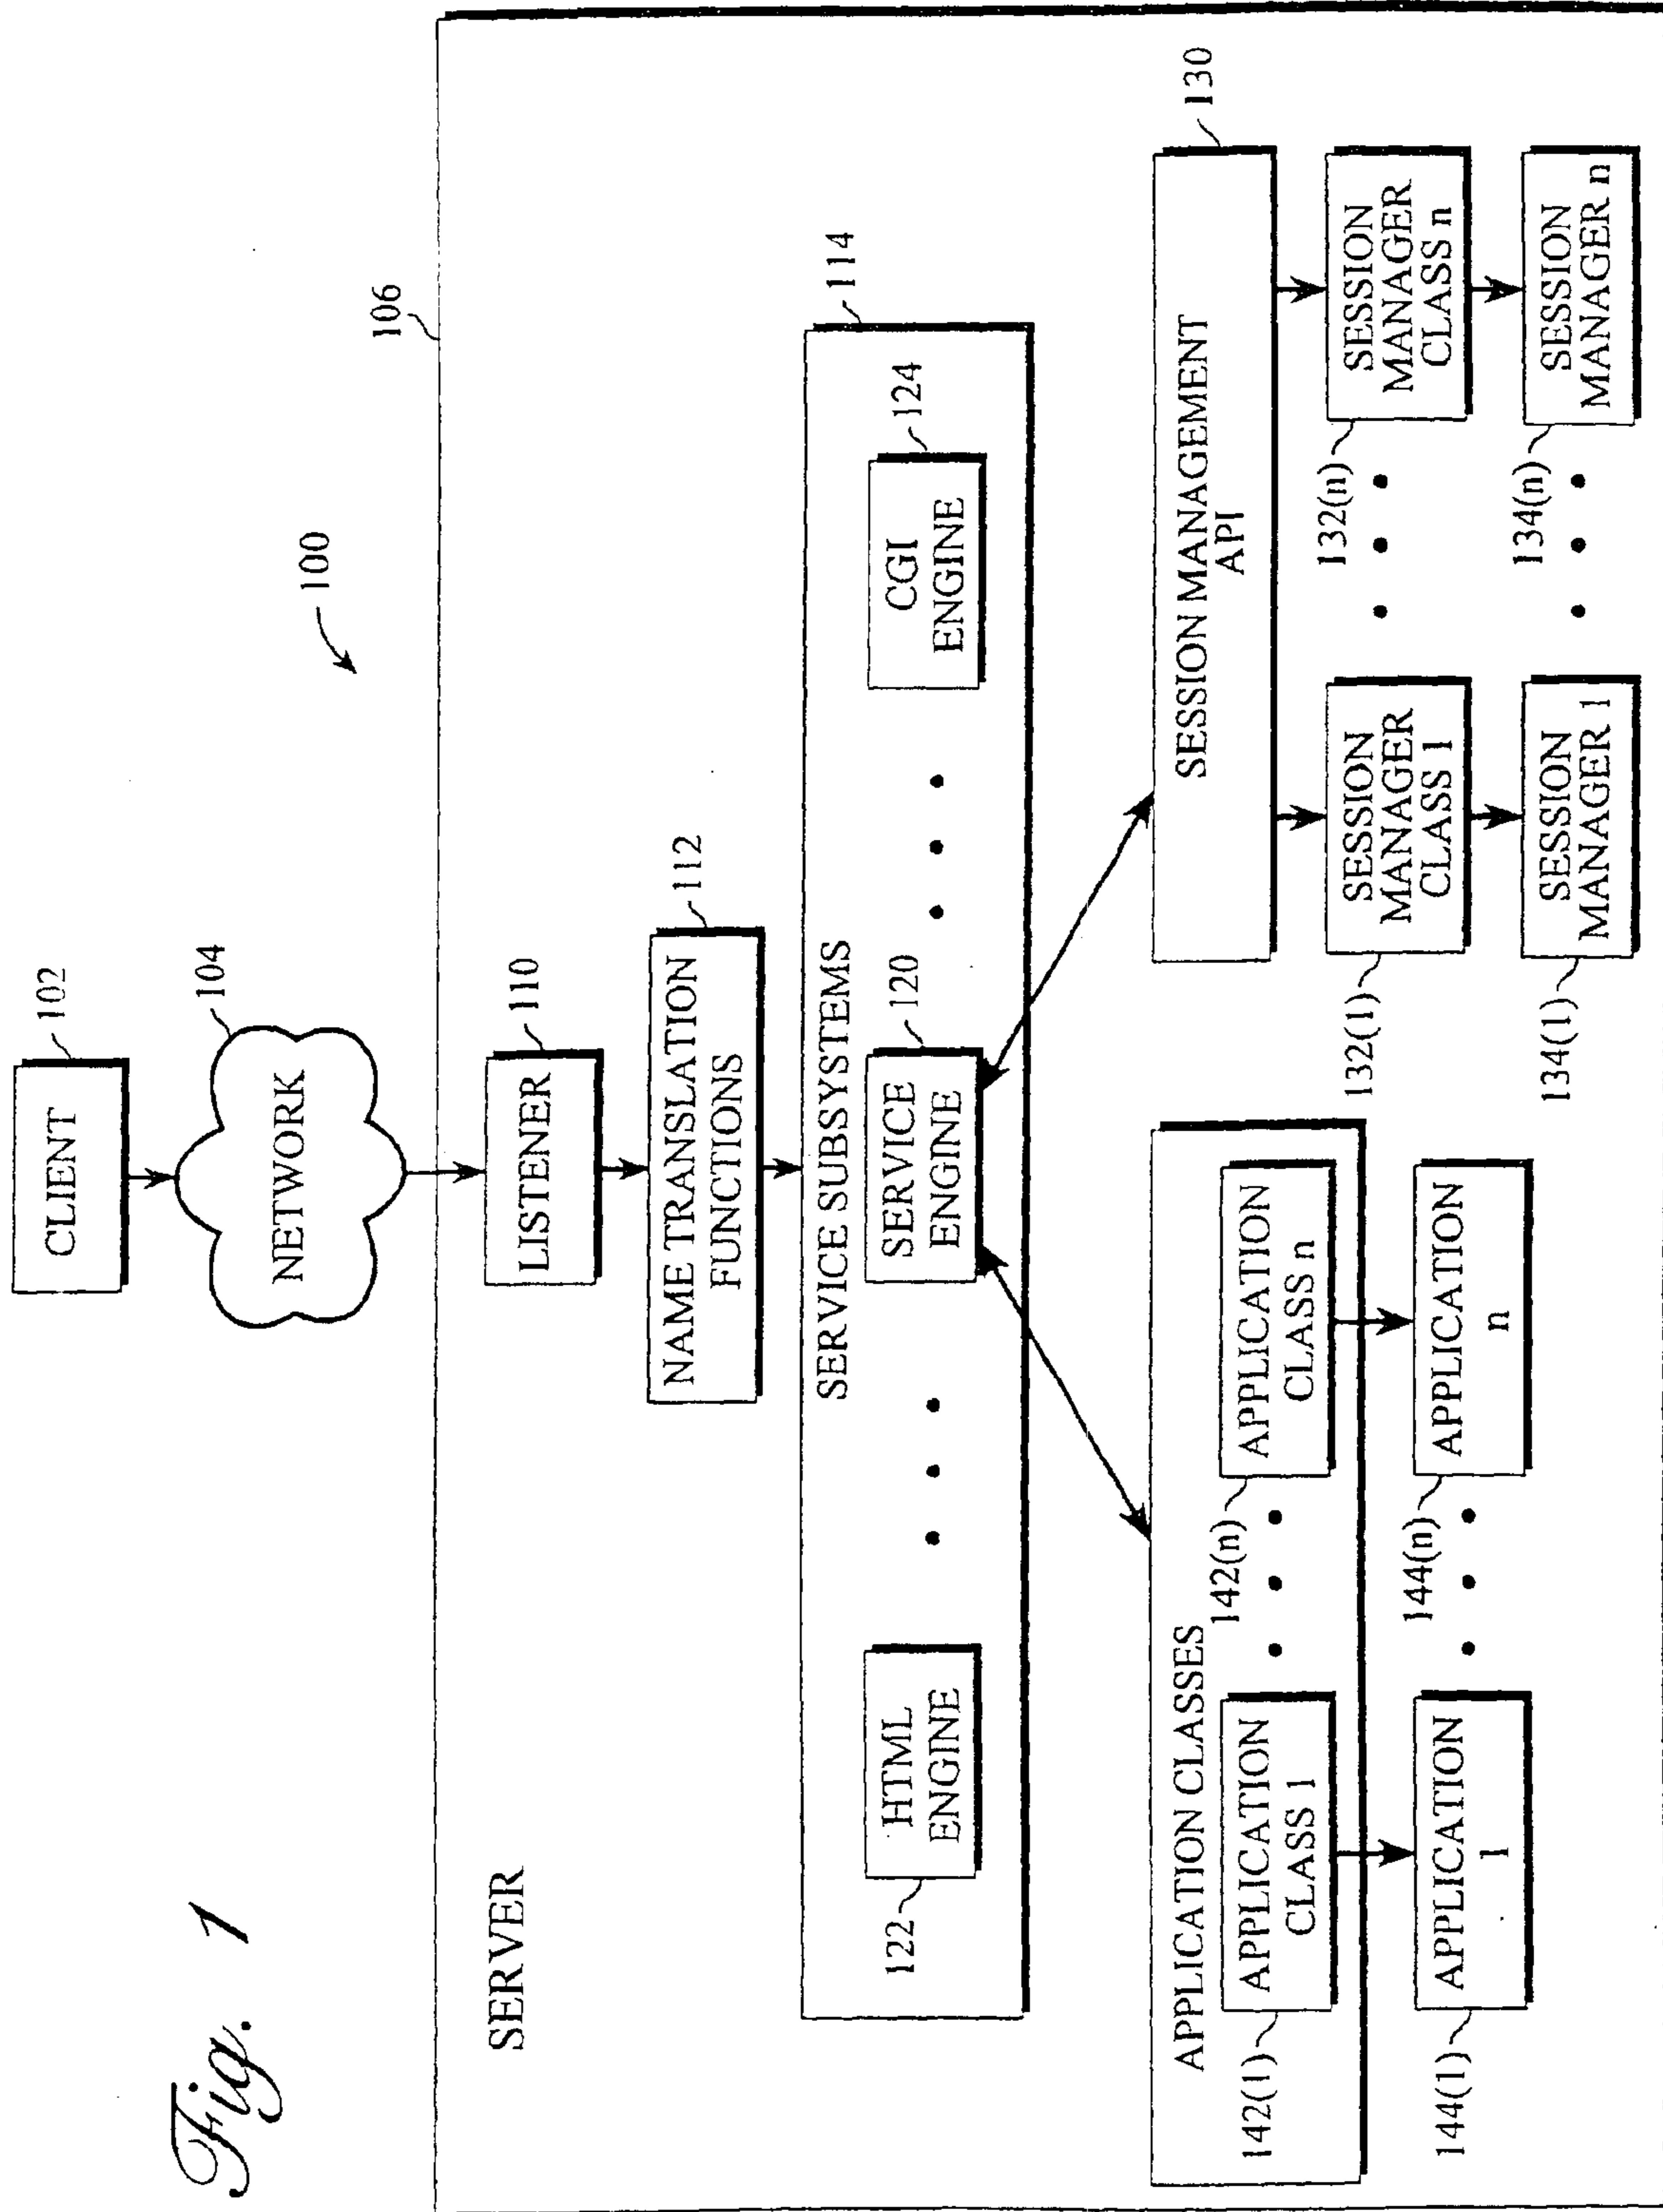 Fig. 1
100
CLIENT
102
NETWORK
104
106
SERVER
LISTENER
110
NAME TRANSLATION
FUNCTIONS
112
SERVICE SUBSYSTEMS
114
122
HTML
ENGINE
SERVICE
ENGINE
120
CGI
ENGINE
124
APPLICATION CLASSES
142(1)
APPLICATION
CLASS 1
142(n)
APPLICATION
CLASS n
144(1)
APPLICATION
1
144(n)
APPLICATION
n
SESSION MANAGEMENT
API
130
132(1)
SESSION
MANAGER
CLASS 1
132(n)
SESSION
MANAGER
CLASS n
134(1)
SESSION
MANAGER 1
134(n)
SESSION
MANAGER n